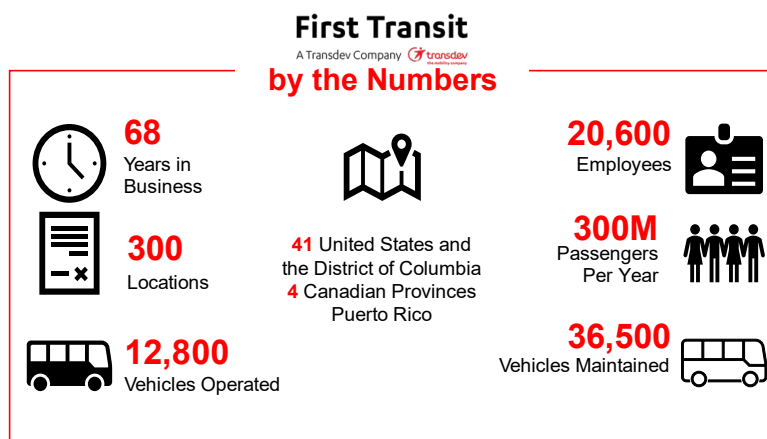 First Transit
A Transdev Company transdev
the mobility company
by the Numbers
68
Years in
Business
300
Locations
12,800
Vehicles Operated
41 United States and
the District of Columbia
4 Canadian Provinces
Puerto Rico
20,600
Employees
300M
Passengers
Per Year
36,500
Vehicles Maintained